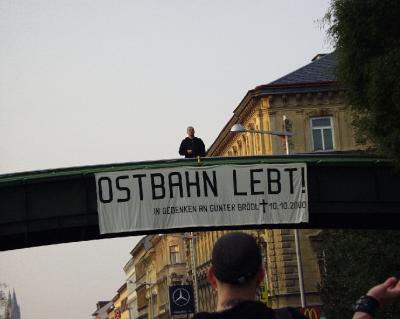 OSTBAHN LEBT!
IN GEDENKEN AN GÜNTER BRÖDL ✝ 10.10.2000